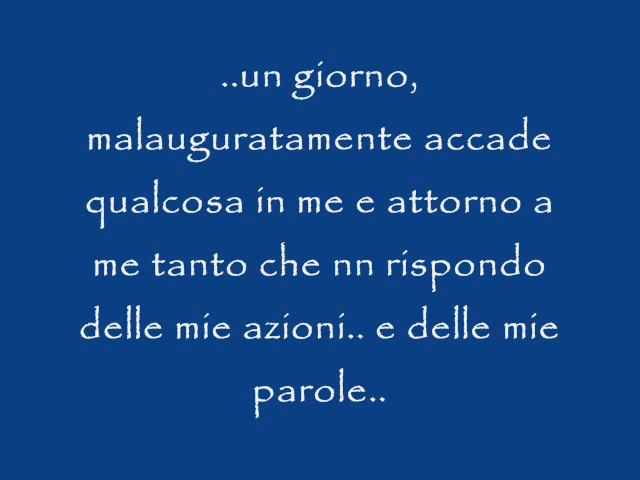 ..un giorno,
malauguratamente accade
qualcosa in me e attorno a
me tanto che nn rispondo
delle mie azioni.. e delle mie
parole..